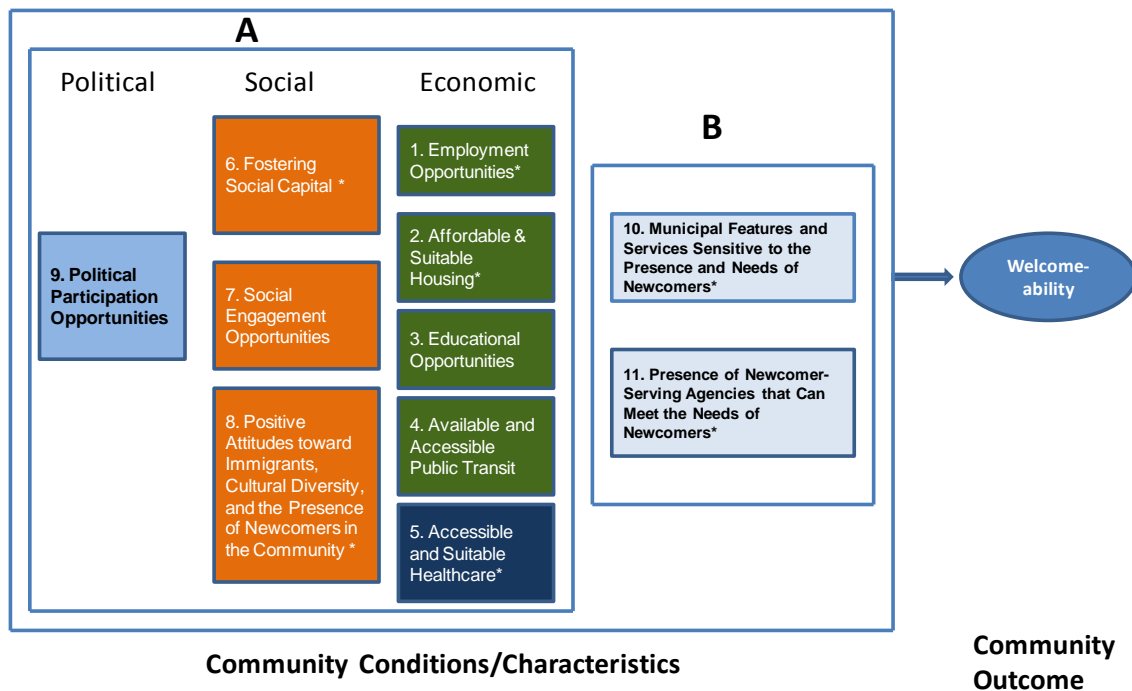 A
Political
Social
Economic
9. Political
Participation
Opportunities
6. Fostering
Social Capital *
7. Social
Engagement
Opportunities
8. Positive
Attitudes toward
Immigrants,
Cultural Diversity,
and the Presence
of Newcomers in
the Community *
1. Employment
Opportunities*
2. Affordable &
Suitable
Housing*
3. Educational
Opportunities
4. Available and
Accessible
Public Transit
5. Accessible
and Suitable
Healthcare*
B
10. Municipal Features and
Services Sensitive to the
Presence and Needs of
Newcomers*
11. Presence of Newcomer-
Serving Agencies that Can
Meet the Needs of
Newcomers*
Welcome-
ability
Community Conditions/Characteristics
Community
Outcome